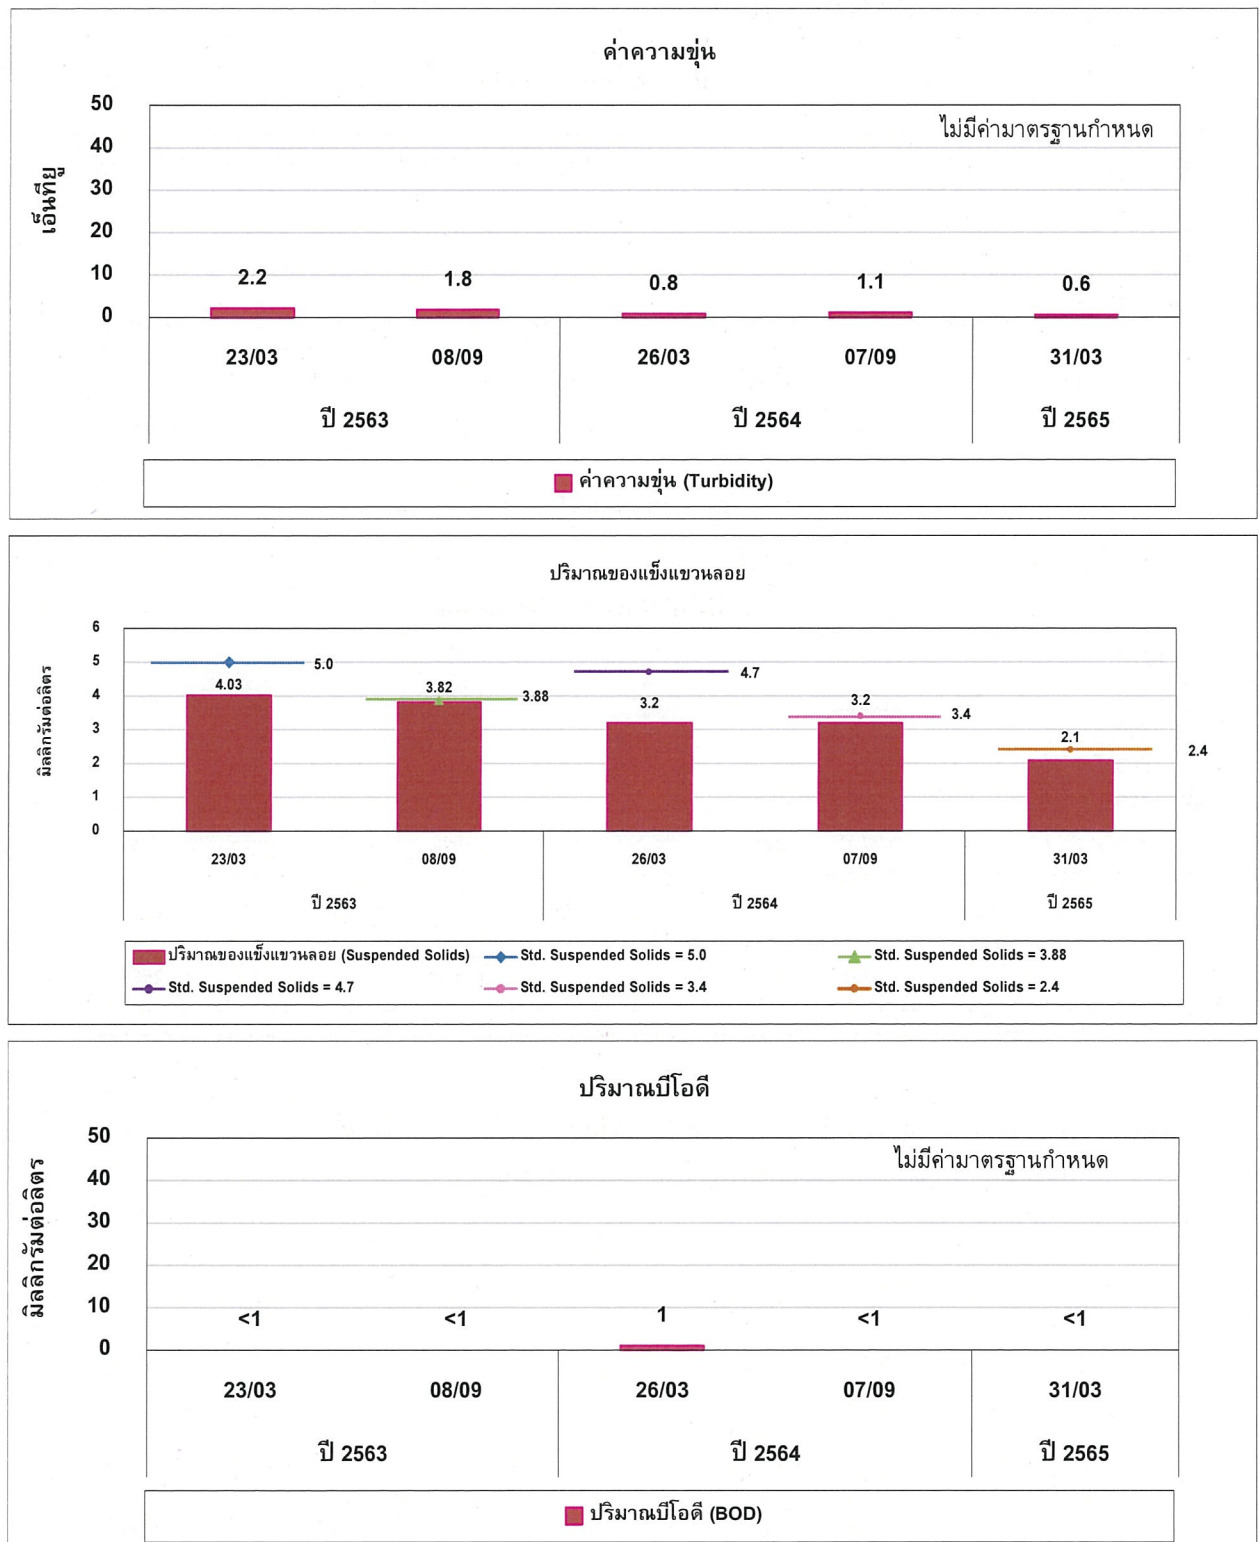 ค่าความขุ่น
เอ็นทียู
50
ไม่มีค่ามาตรฐานกำหนด
40
30
20
10
0
2.2 1.8 0.8 1.1 0.6
23/03 08/09 26/03 07/09 31/03
ปี 2563 ปี 2564 ปี 2565
ค่าความขุ่น (Turbidity)
ปริมาณของแข็งแขวนลอย
มิลลิกรัมต่อลิตร
6
5
4
3
2
1
0
5.0 3.88 4.7 3.4 2.4
4.03 3.82 3.2 3.2 2.1
23/03 08/09 26/03 07/09 31/03
ปี 2563 ปี 2564 ปี 2565
ปริมาณของแข็งแขวนลอย (Suspended Solids) Std. Suspended Solids = 5.0 Std. Suspended Solids = 3.88
Std. Suspended Solids = 4.7 Std. Suspended Solids = 3.4 Std. Suspended Solids = 2.4
ปริมาณบีโอดี
มิลลิกรัมต่อลิตร
50
ไม่มีค่ามาตรฐานกำหนด
40
30
20
10
0
<1 <1 1 <1 <1
23/03 08/09 26/03 07/09 31/03
ปี 2563 ปี 2564 ปี 2565
ปริมาณบีโอดี (BOD)